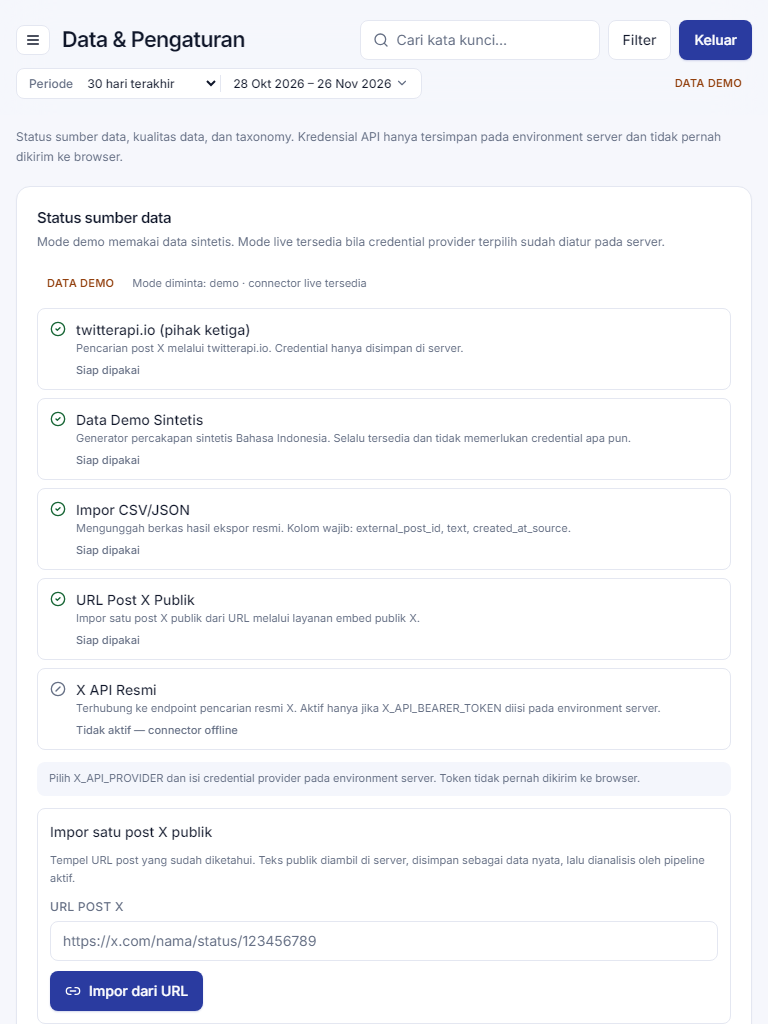 Data & Pengaturan
Cari kata kunci...
Filter
Keluar
Periode 30 hari terakhir 28 Okt 2026 – 26 Nov 2026
DATA DEMO
Status sumber data, kualitas data, dan taxonomy. Kredensial API hanya tersimpan pada environment server dan tidak pernah
dikirim ke browser.
Status sumber data
Mode demo memakai data sintetis. Mode live tersedia bila credential provider terpilih sudah diatur pada server.
DATA DEMO Mode diminta: demo · connector live tersedia
twitterapi.io (pihak ketiga)
Pencarian post X melalui twitterapi.io. Credential hanya disimpan di server.
Siap dipakai
Data Demo Sintetis
Generator percakapan sintetis Bahasa Indonesia. Selalu tersedia dan tidak memerlukan credential apa pun.
Siap dipakai
Impor CSV/JSON
Mengunggah berkas hasil ekspor resmi. Kolom wajib: external_post_id, text, created_at_source.
Siap dipakai
URL Post X Publik
Impor satu post X publik dari URL melalui layanan embed publik X.
Siap dipakai
X API Resmi
Terhubung ke endpoint pencarian resmi X. Aktif hanya jika X_API_BEARER_TOKEN diisi pada environment server.
Tidak aktif — connector offline
Pilih X_API_PROVIDER dan isi credential provider pada environment server. Token tidak pernah dikirim ke browser.
Impor satu post X publik
Tempel URL post yang sudah diketahui. Teks publik diambil di server, disimpan sebagai data nyata, lalu dianalisis oleh pipeline
aktif.
URL POST X
https://x.com/nama/status/123456789
Impor dari URL